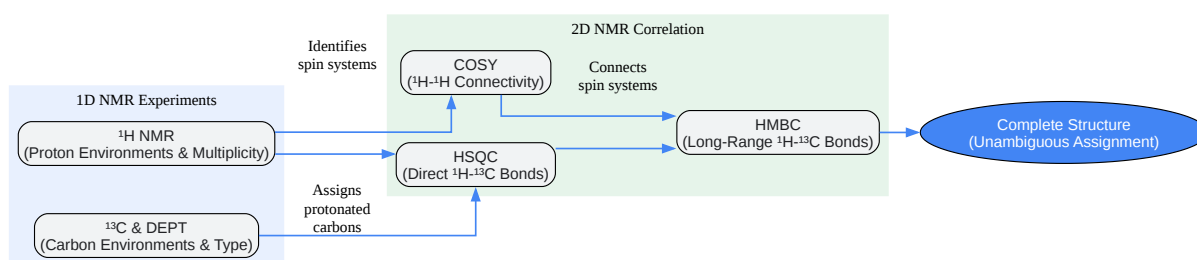 1D NMR Experiments
¹H NMR
(Proton Environments & Multiplicity)
¹³C & DEPT
(Carbon Environments & Type)
Identifies
spin systems
Assigns
protonated
carbons
2D NMR Correlation
COSY
(¹H-¹H Connectivity)
HSQC
(Direct ¹H-¹³C Bonds)
Connects
spin systems
HMBC
(Long-Range ¹H-¹³C Bonds)
Complete Structure
(Unambiguous Assignment)